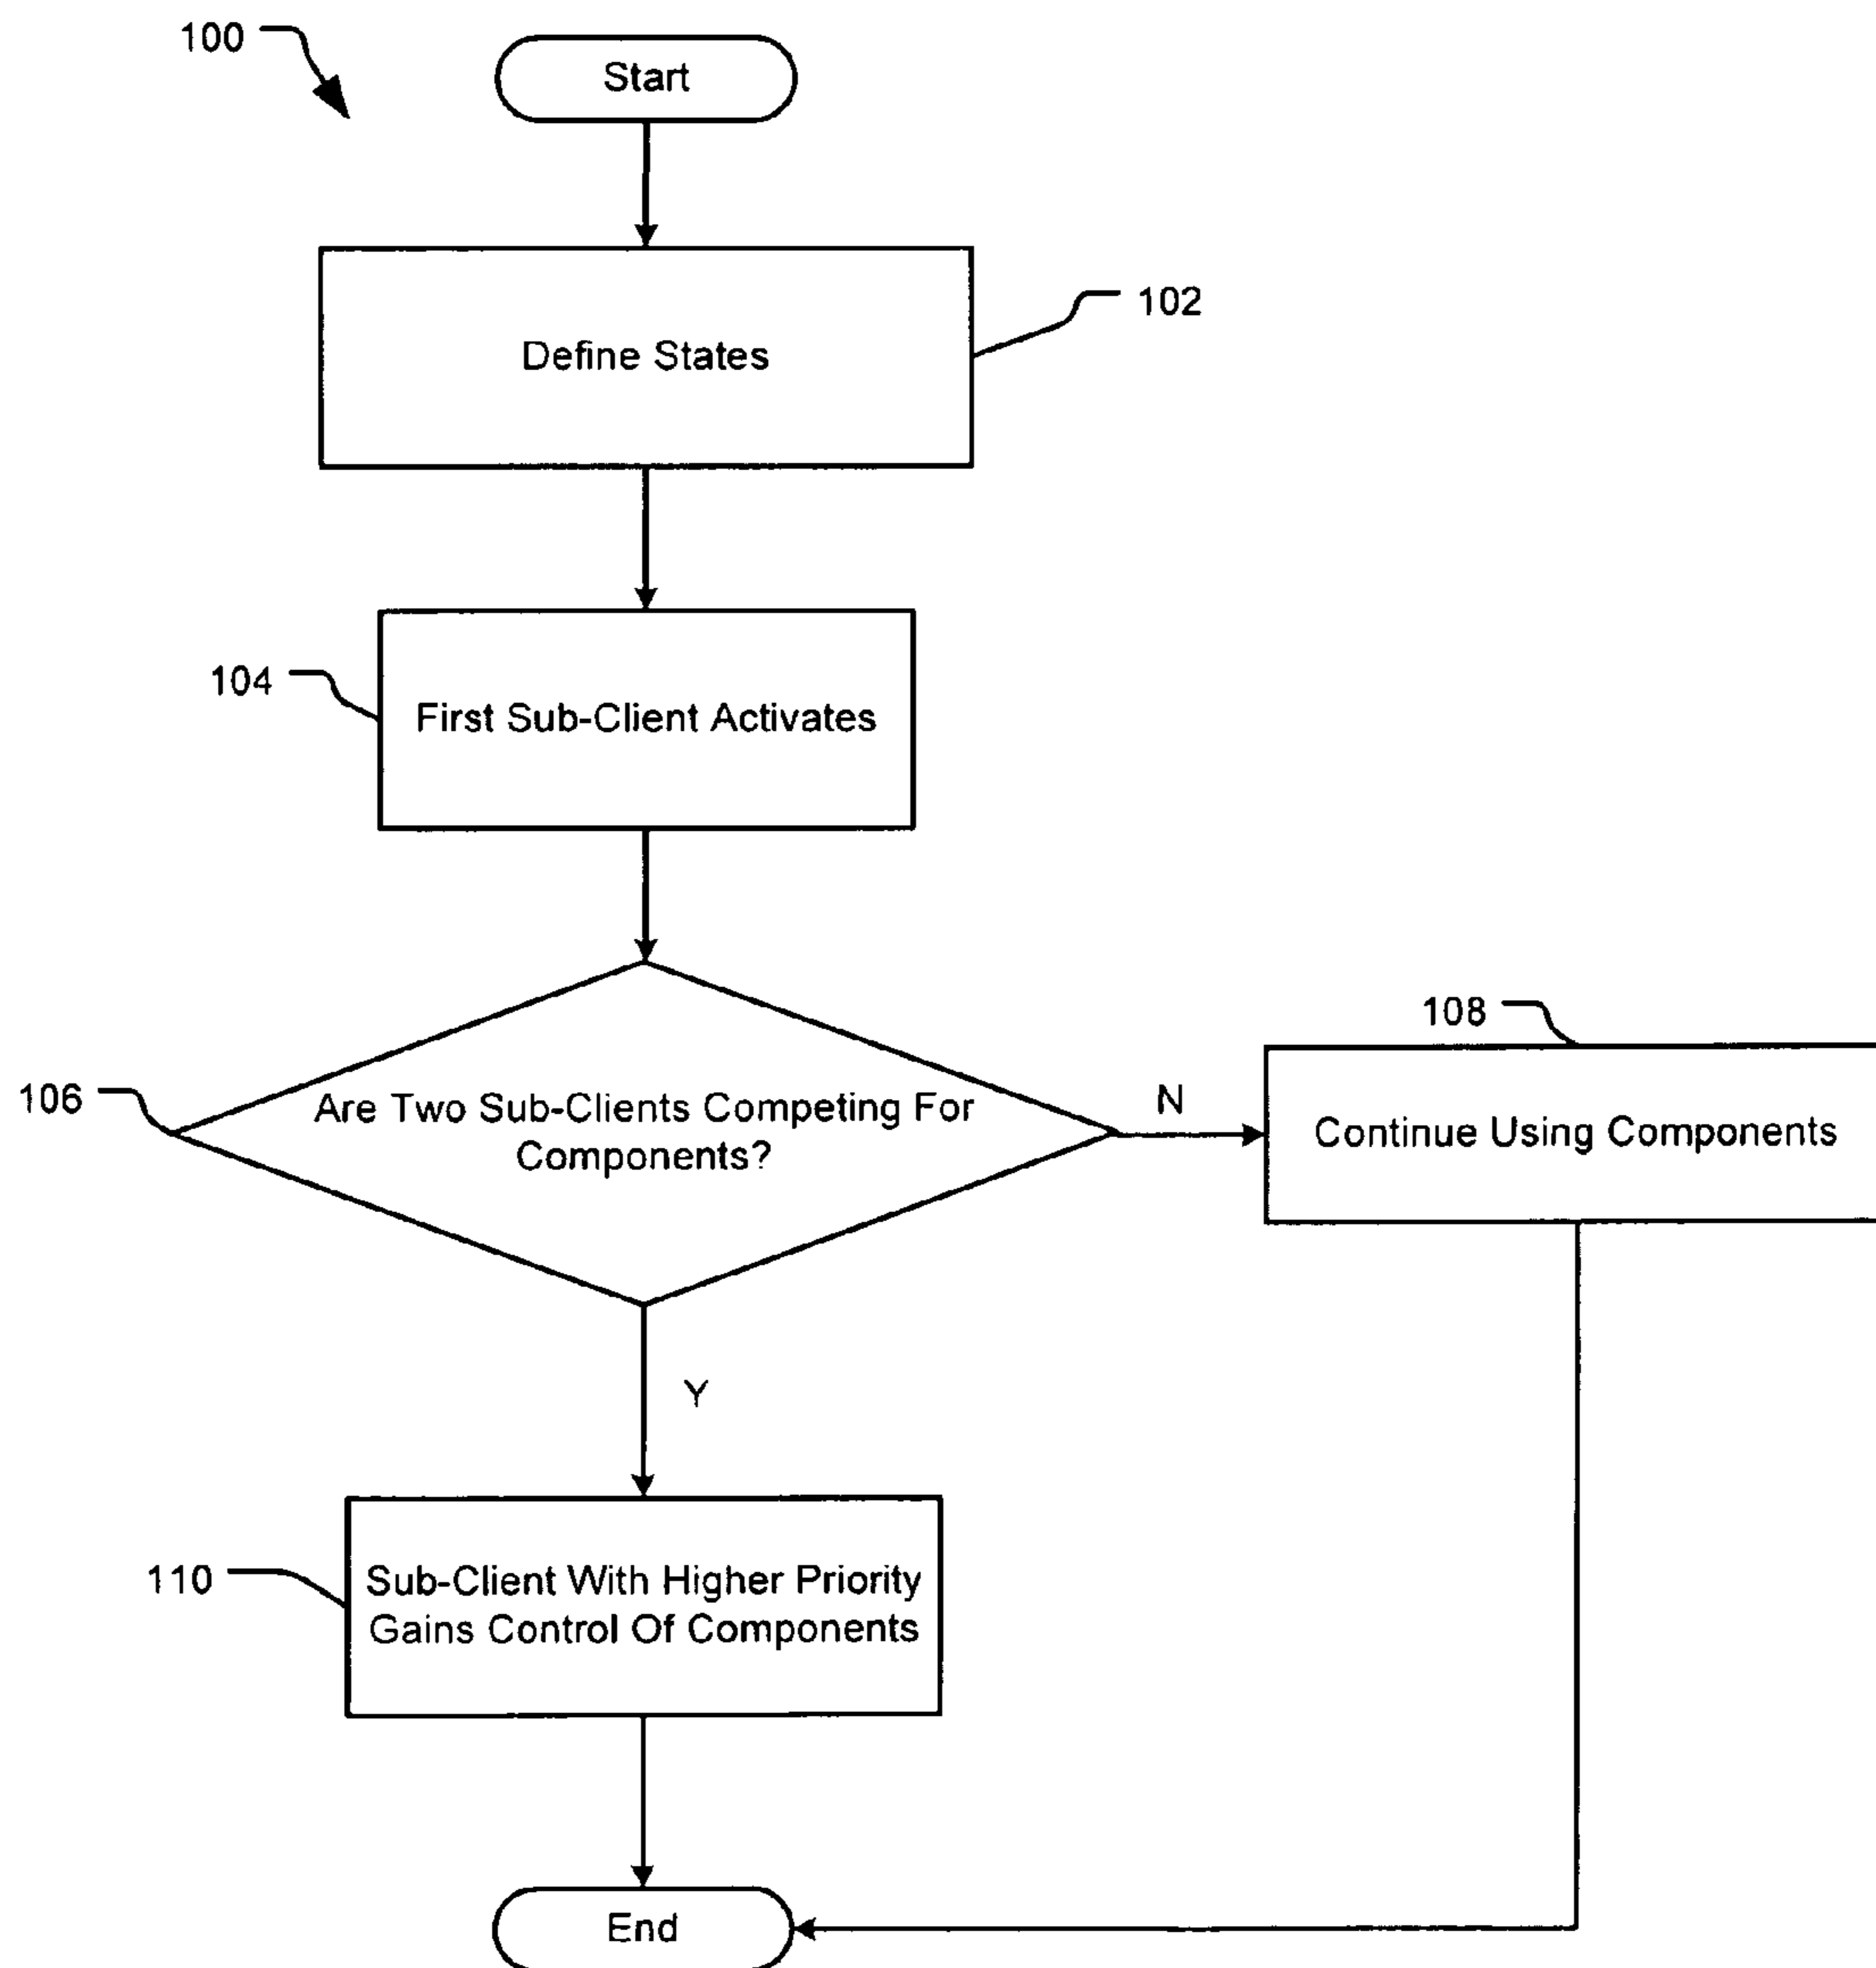 100
Start
102
Define States
104
First Sub-Client Activates
108
106
Are Two Sub-Clients Competing For
Components?
N
Continue Using Components
Y
110
Sub-Client With Higher Priority
Gains Control Of Components
End